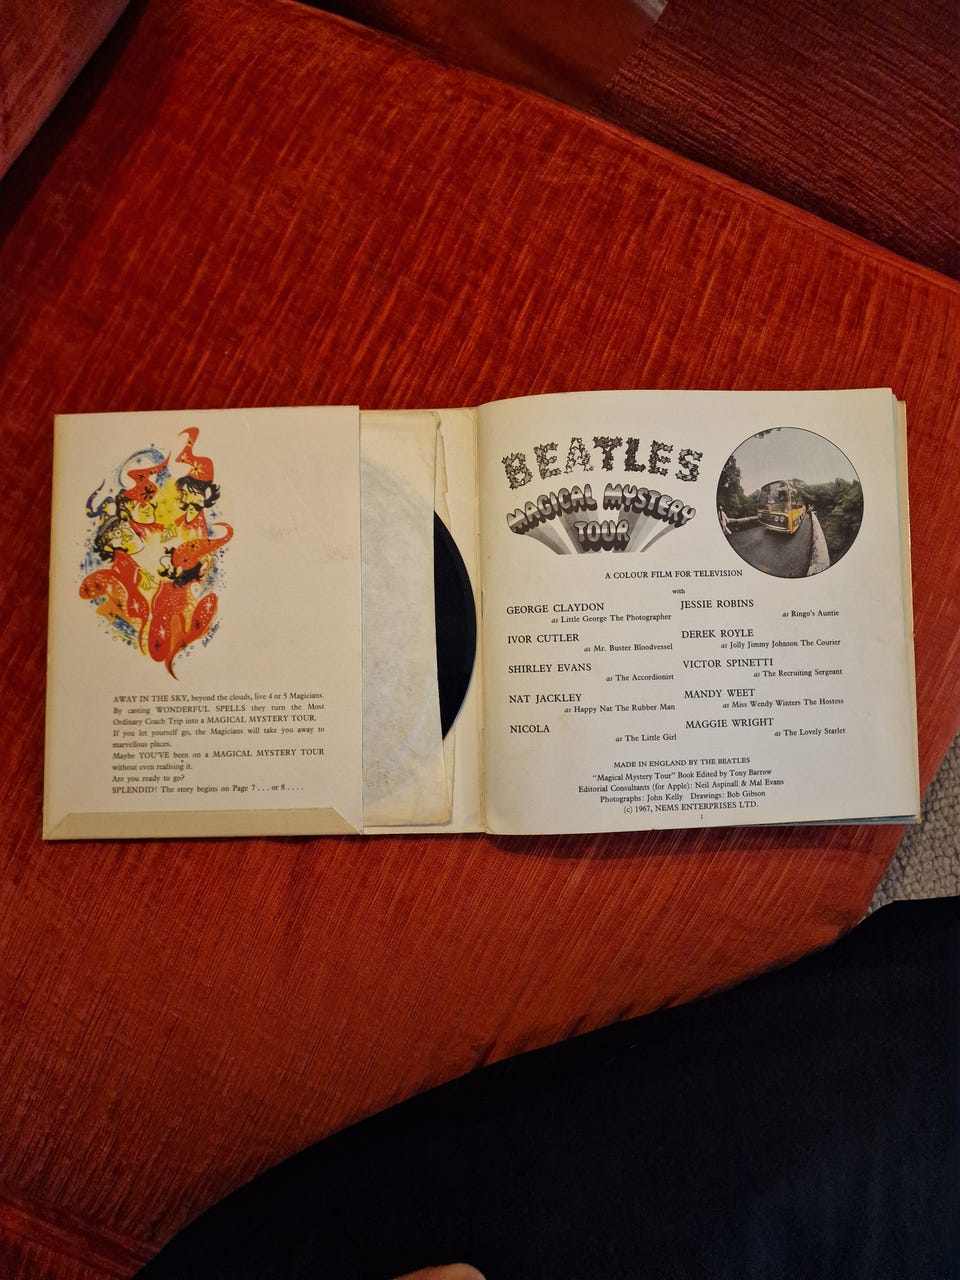 AWAY IN THE SKY, beyond the clouds, live 4 or 5 Magicians.
By casting WONDERFUL SPELLS they turn the Most
Ordinary Coach Trip into a MAGICAL MYSTERY TOUR.
If you let yourself go, the Magicians will take you away to
marvellous places.
Maybe YOU'VE been on a MAGICAL MYSTERY TOUR
without even realising it.
Are you ready to go?
SPLENDID! The story begins on Page 7 . . . or 8 . . . .
BEATLES
MAGICAL MYSTERY
TOUR
A COLOUR FILM FOR TELEVISION
with
GEORGE CLAYDON
as Little George The Photographer
IVOR CUTLER
as Mr. Buster Bloodvessel
SHIRLEY EVANS
as The Accordionist
NAT JACKLEY
as Happy Nat The Rubber Man
NICOLA
as The Little Girl
JESSIE ROBINS
as Ringo's Auntie
DEREK ROYLE
as Jolly Jimmy Johnson The Courier
VICTOR SPINETTI
as The Recruiting Sergeant
MANDY WEET
as Miss Wendy Winters The Hostess
MAGGIE WRIGHT
as The Lovely Starlet
MADE IN ENGLAND BY THE BEATLES
"Magical Mystery Tour" Book Edited by Tony Barrow
Editorial Consultants (for Apple): Neil Aspinall & Mal Evans
Photographs: John Kelly Drawings: Bob Gibson
(c) 1967, NEMS ENTERPRISES LTD.
1